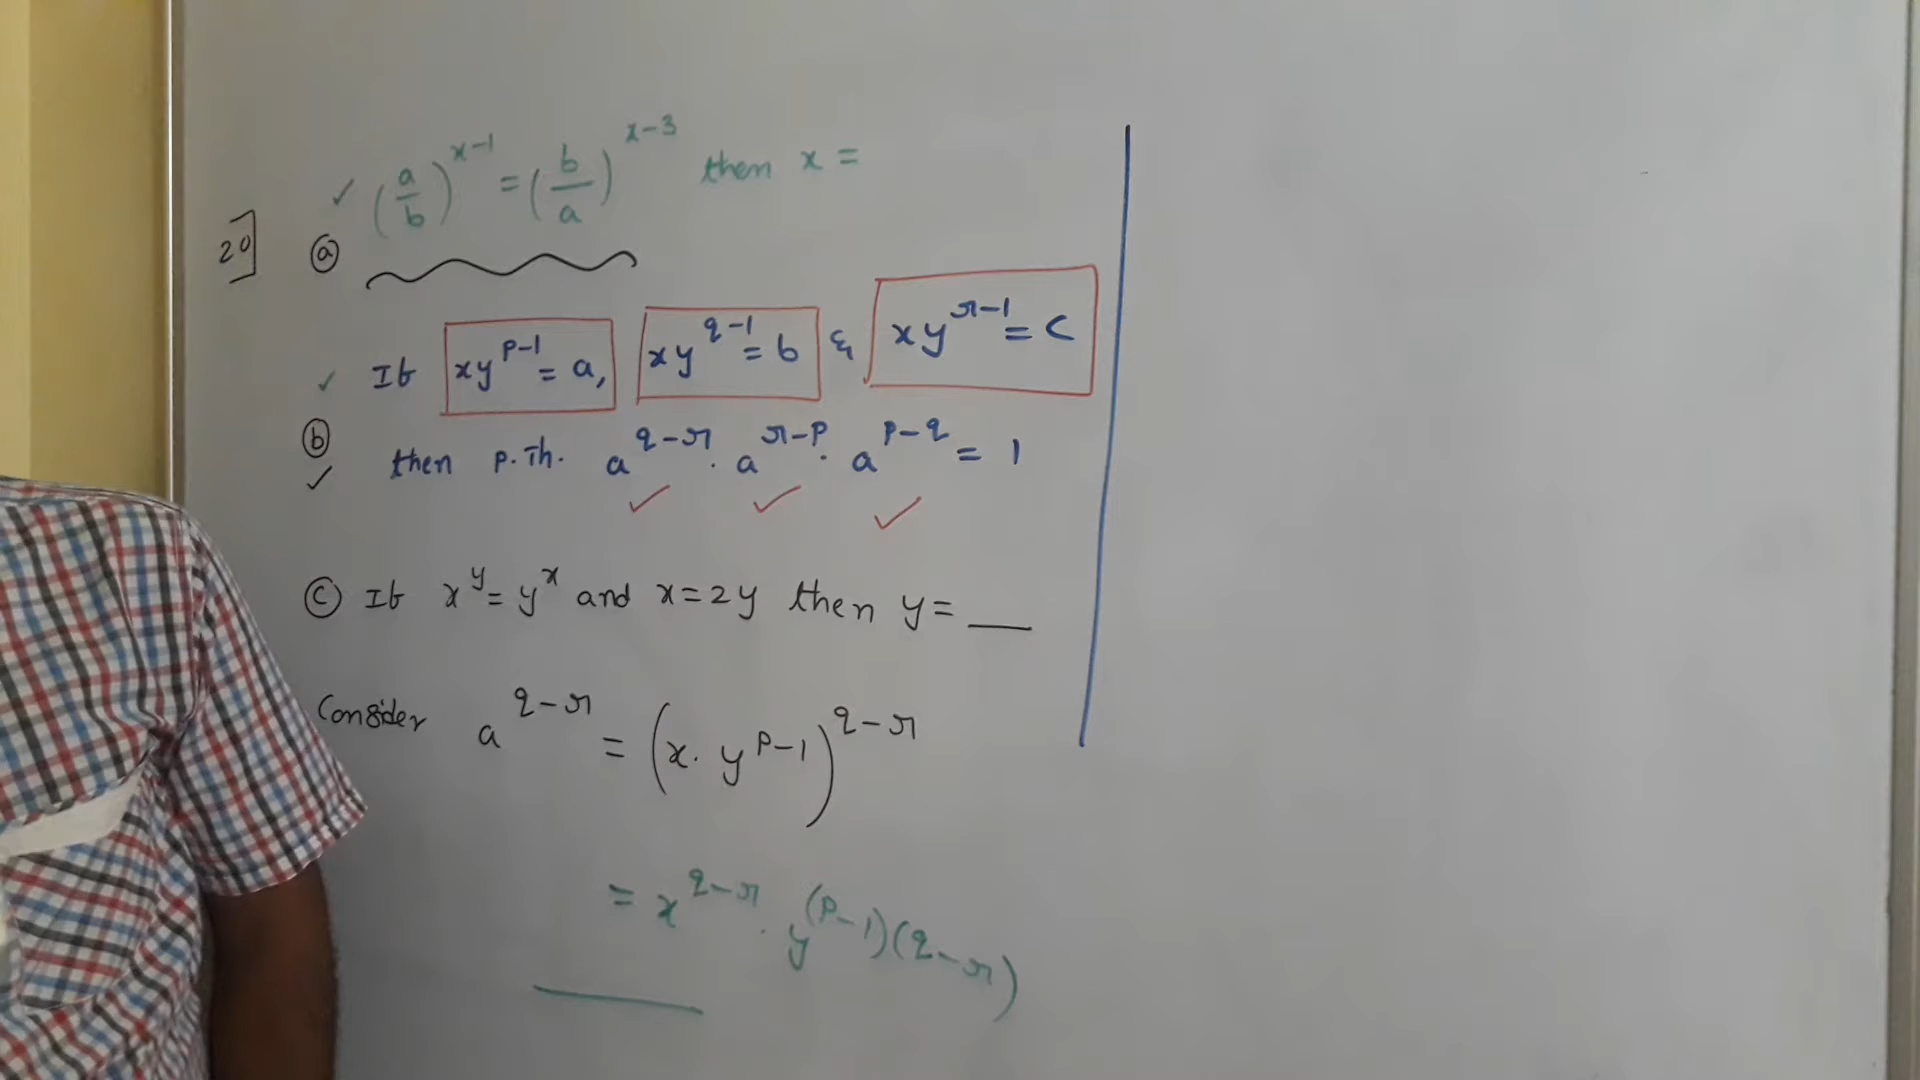 (a/b)^(x-1) = (b/a)^(x-3) then x =
20] ⓐ
If xy^(p-1) = a, xy^(q-1) = b & xy^(r-1) = c
ⓑ then p.Th. a^(q-r) . a^(r-p) . a^(p-q) = 1
ⓒ If x^y = y^x and x = 2y then y = __
Consider a^(q-r) = (x. y^(p-1))^(q-r)
= x^(q-r) . y^((p-1)(q-r))